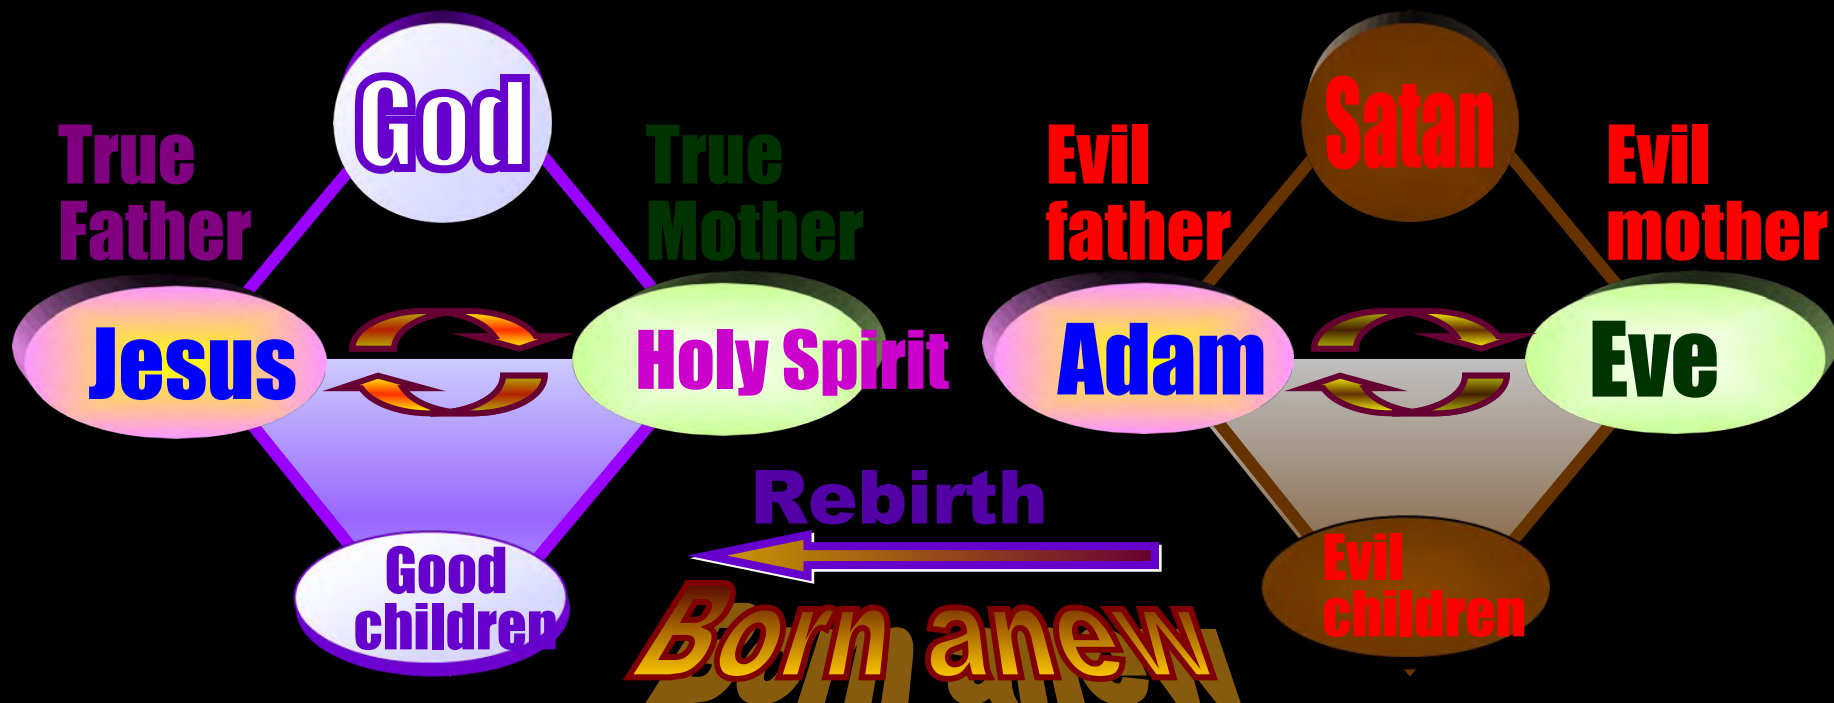 God
True
Father
True
Mother
Jesus
Holy Spirit
Good
children
Satan
Evil
father
Evil
mother
Adam
Eve
Evil
children
Rebirth
Born anew